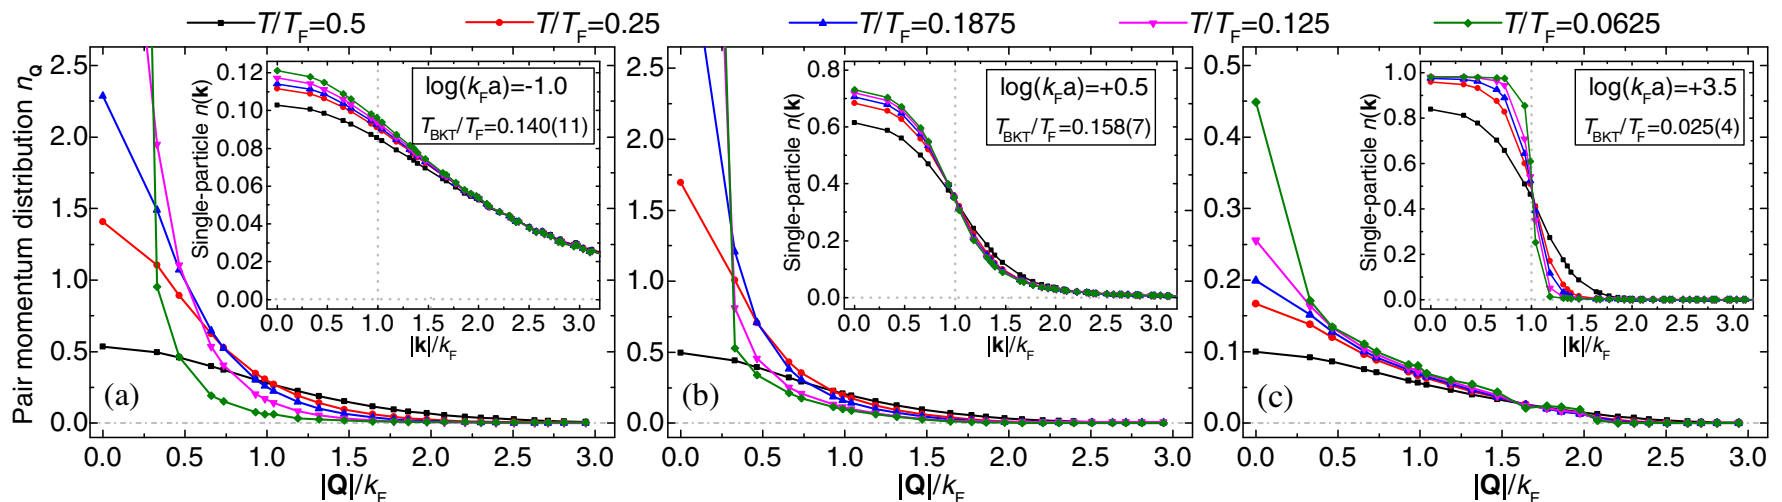 T/T_F=0.5 T/T_F=0.25 T/T_F=0.1875 T/T_F=0.125 T/T_F=0.0625
Pair momentum distribution n_Q
2.5
2.0
1.5
1.0
0.5
0.0
(a)
0.0 0.5 1.0 1.5 2.0 2.5 3.0
|Q|/k_F
Single-particle n(k)
0.12
0.10
0.08
0.06
0.04
0.02
0.00
log(k_Fa)=-1.0
T_BKT/T_F=0.140(11)
0.0 0.5 1.0 1.5 2.0 2.5 3.0
|k|/k_F
2.5
2.0
1.5
1.0
0.5
0.0
(b)
0.0 0.5 1.0 1.5 2.0 2.5 3.0
|Q|/k_F
Single-particle n(k)
0.8
0.6
0.4
0.2
0.0
log(k_Fa)=+0.5
T_BKT/T_F=0.158(7)
0.0 0.5 1.0 1.5 2.0 2.5 3.0
|k|/k_F
0.5
0.4
0.3
0.2
0.1
0.0
(c)
0.0 0.5 1.0 1.5 2.0 2.5 3.0
|Q|/k_F
Single-particle n(k)
1.0
0.8
0.6
0.4
0.2
0.0
log(k_Fa)=+3.5
T_BKT/T_F=0.025(4)
0.0 0.5 1.0 1.5 2.0 2.5 3.0
|k|/k_F